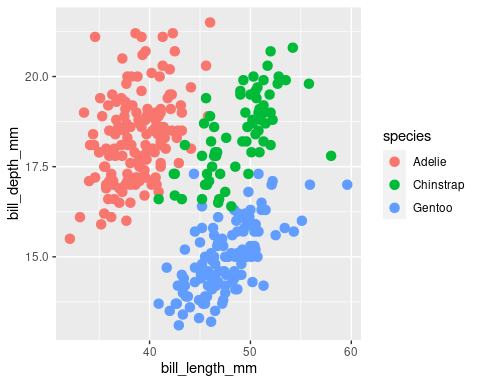 20.0
17.5
15.0
bill_depth_mm
40
50
60
bill_length_mm
species
Adelie
Chinstrap
Gentoo